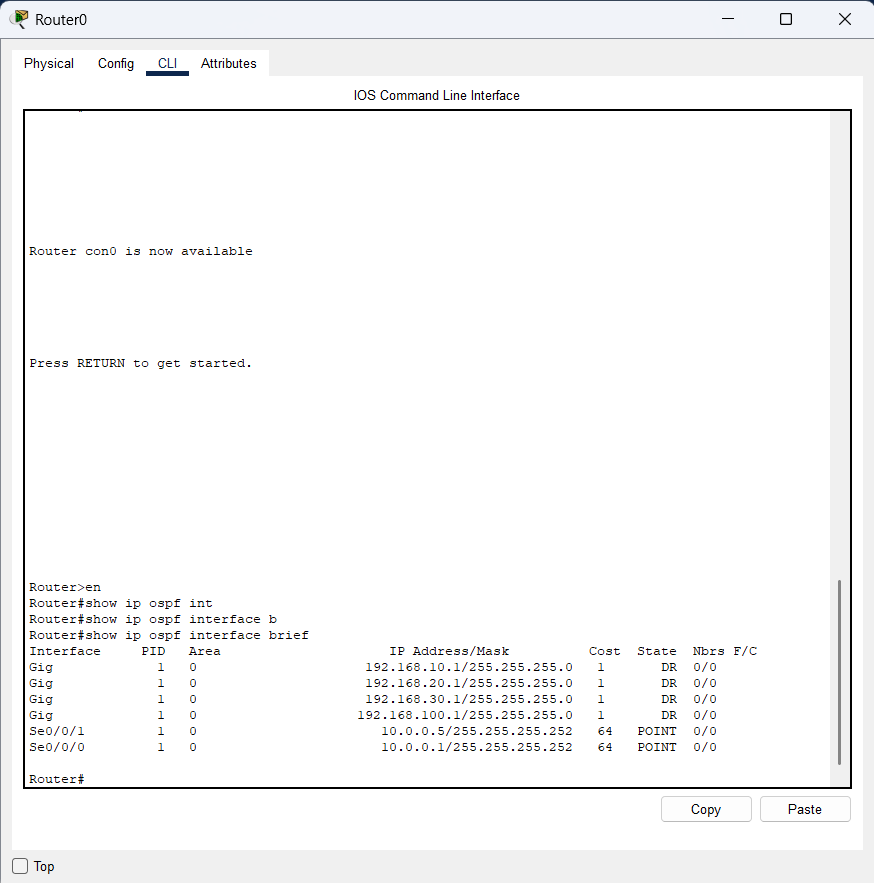 Router0
Physical Config CLI Attributes
IOS Command Line Interface
Router con0 is now available
Press RETURN to get started.
Router>en
Router#show ip ospf int
Router#show ip ospf interface b
Router#show ip ospf interface brief
Interface PID Area IP Address/Mask Cost State Nbrs F/C
Gig 1 0 192.168.10.1/255.255.255.0 1 DR 0/0
Gig 1 0 192.168.20.1/255.255.255.0 1 DR 0/0
Gig 1 0 192.168.30.1/255.255.255.0 1 DR 0/0
Gig 1 0 192.168.100.1/255.255.255.0 1 DR 0/0
Se0/0/1 1 0 10.0.0.5/255.255.255.252 64 POINT 0/0
Se0/0/0 1 0 10.0.0.1/255.255.255.252 64 POINT 0/0
Router#
Copy Paste
Top